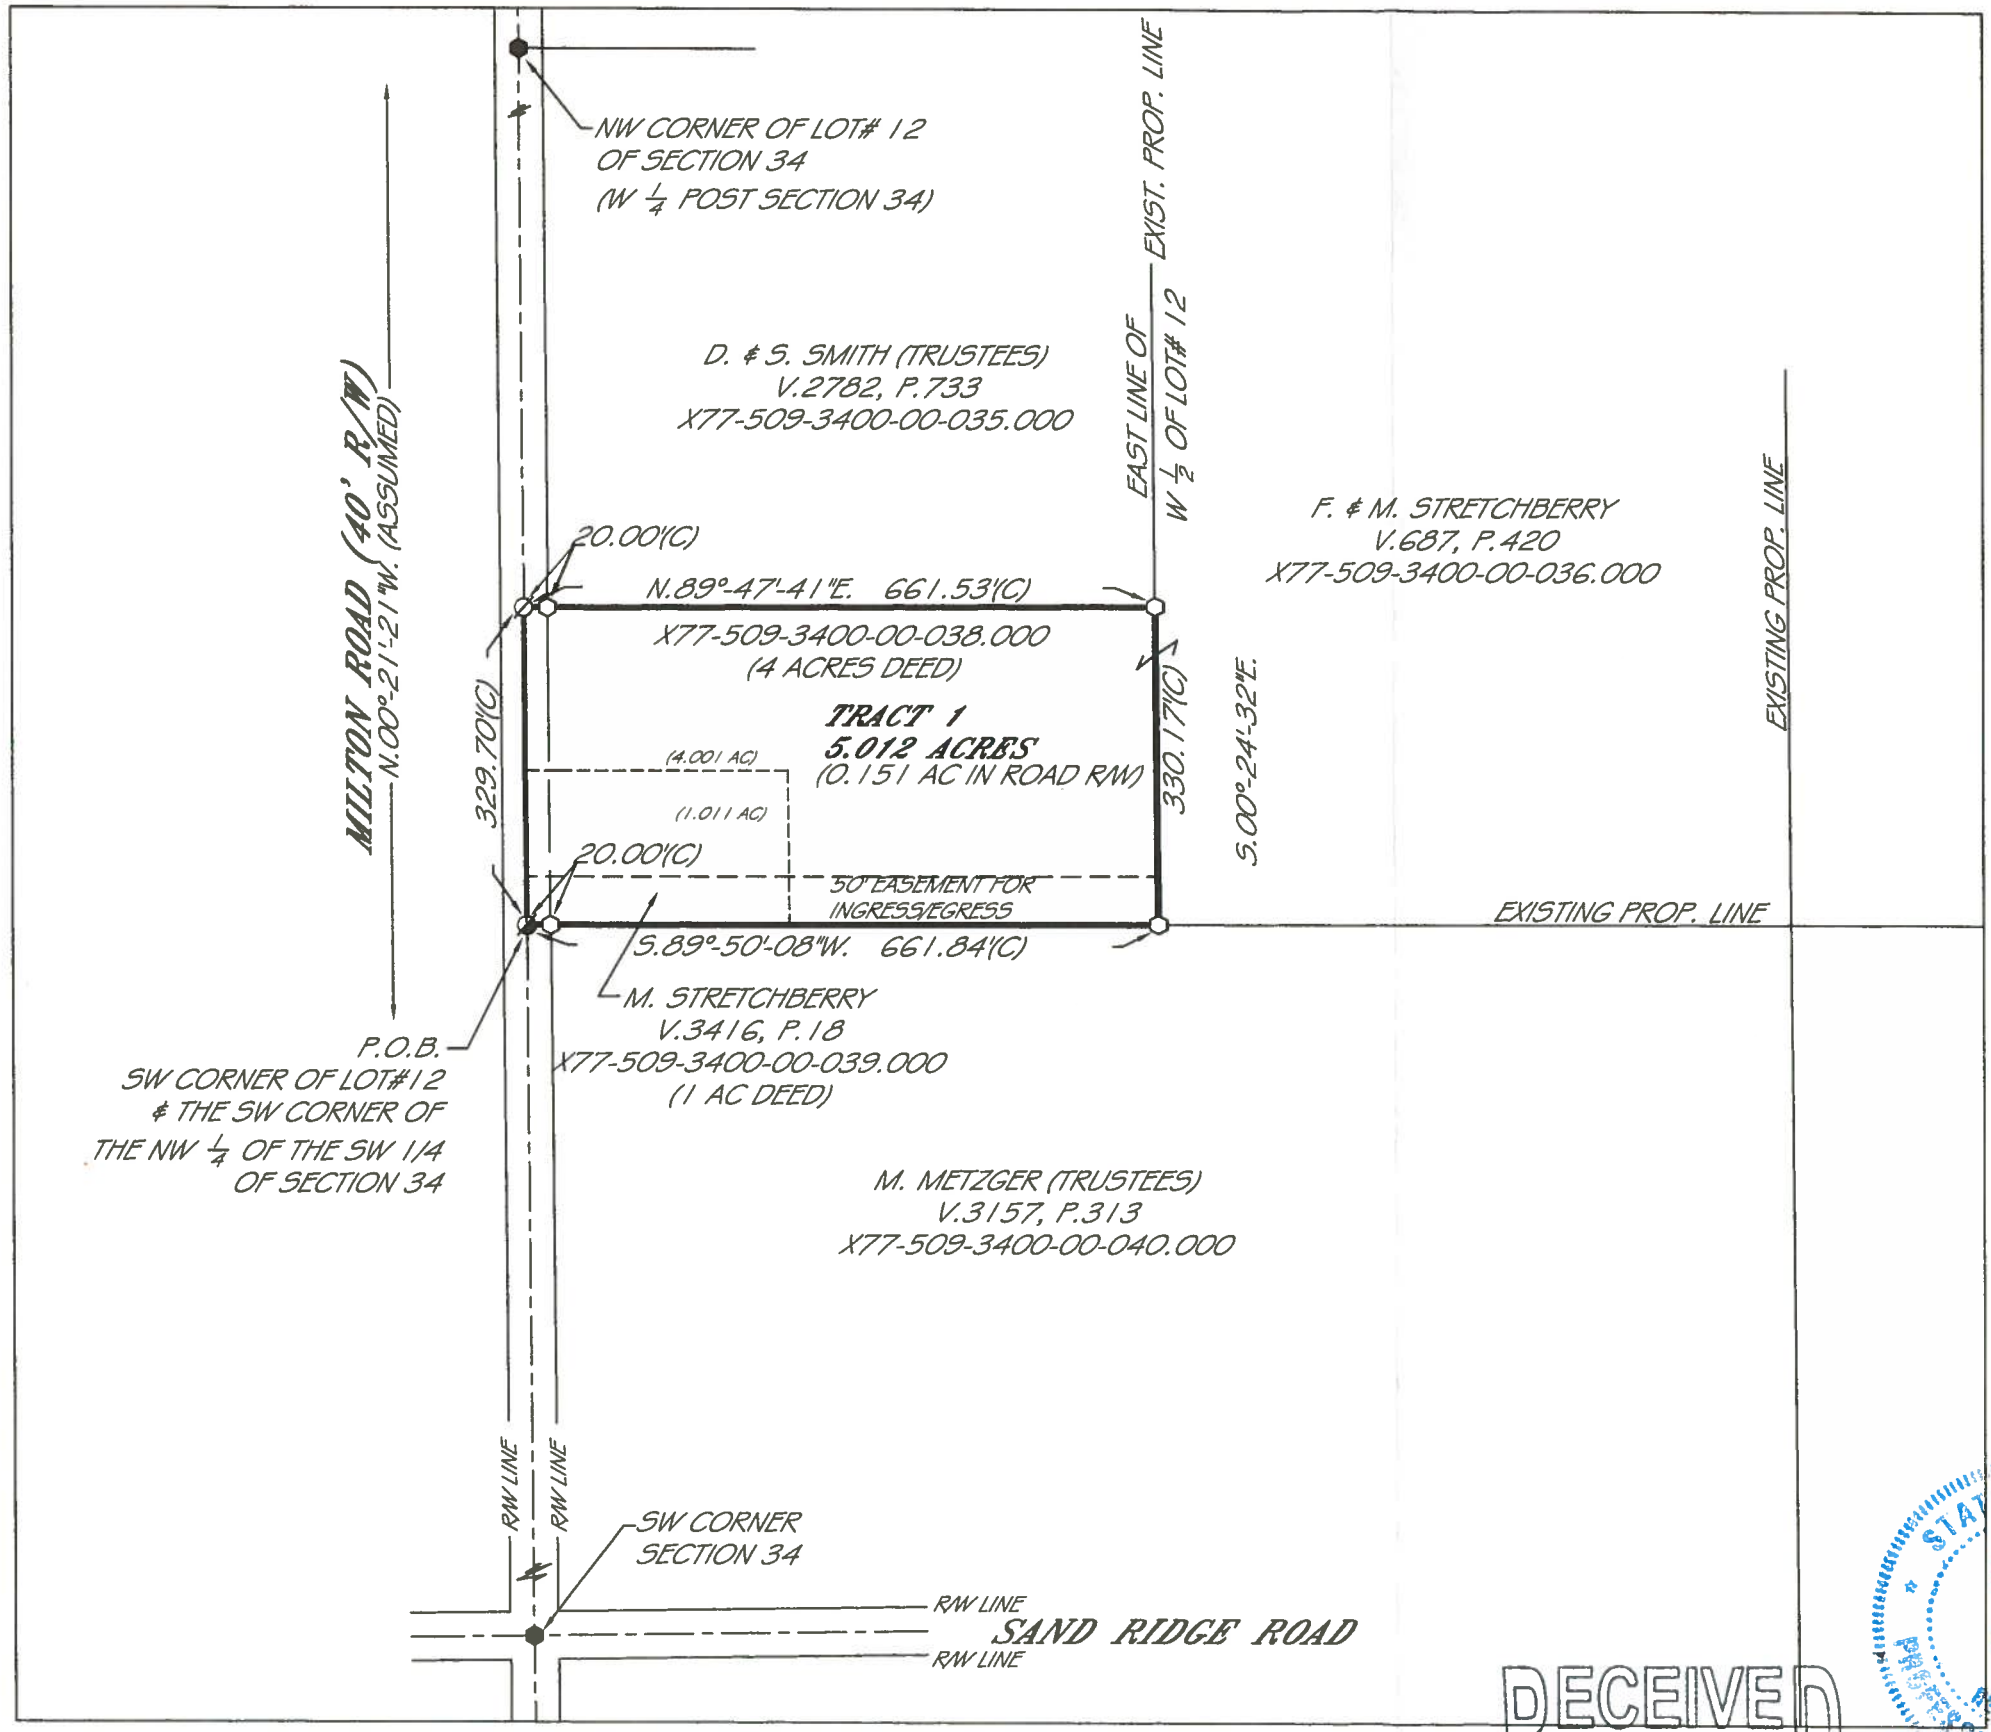 NW CORNER OF LOT# 12
OF SECTION 34
(W 1/4 POST SECTION 34)
EXIST. PROP. LINE
EAST LINE OF
W 1/2 OF LOT# 12
D. & S. SMITH (TRUSTEES)
V.2782, P.733
X77-509-3400-00-035.000
MILTON ROAD (40' R/W)
N.00°-21'-21"W. (ASSUMED)
F. & M. STRETCHBERRY
V.687, P.420
X77-509-3400-00-036.000
EXISTING PROP. LINE
20.00'(C)
N.89°-47'-41"E. 661.53'(C)
X77-509-3400-00-038.000
(4 ACRES DEED)
TRACT 1
5.012 ACRES
(0.151 AC IN ROAD R/W)
(4.001 AC)
(1.011 AC)
329.70'(C)
330.17'(C)
S.00°-24'-32"E.
20.00'(C)
50' EASEMENT FOR
INGRESS/EGRESS
EXISTING PROP. LINE
S.89°-50'-08"W. 661.84'(C)
M. STRETCHBERRY
V.3416, P.18
X77-509-3400-00-039.000
(1 AC DEED)
P.O.B.
SW CORNER OF LOT#12
& THE SW CORNER OF
THE NW 1/4 OF THE SW 1/4
OF SECTION 34
M. METZGER (TRUSTEES)
V.3157, P.313
X77-509-3400-00-040.000
R/W LINE
R/W LINE
SW CORNER
SECTION 34
R/W LINE
SAND RIDGE ROAD
R/W LINE
STAT
RECEIVED